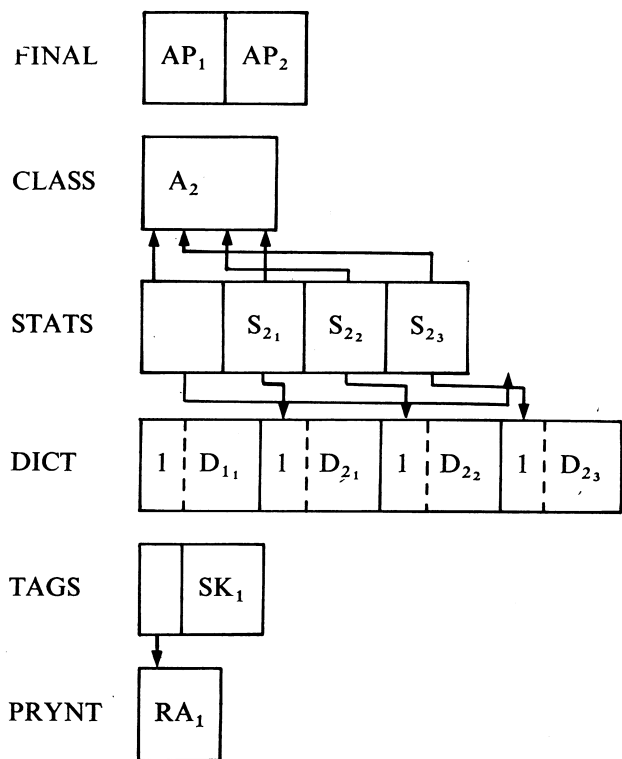 FINAL AP₁ AP₂
CLASS A₂
STATS S₂₁ S₂₂ S₂₃
DICT 1 D₁₁ 1 D₂₁ 1 D₂₂ 1 D₂₃
TAGS SK₁
PRYNT RA₁